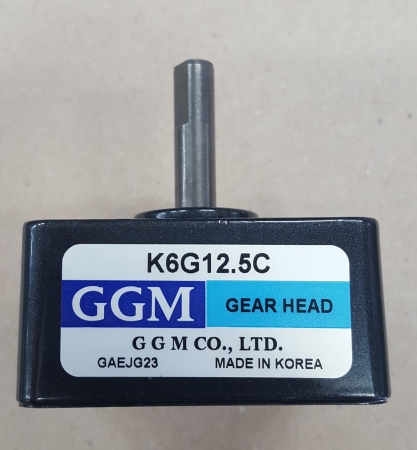 K6G12.5C
GGM GEAR HEAD
G G M CO., LTD.
GAEJG23 MADE IN KOREA